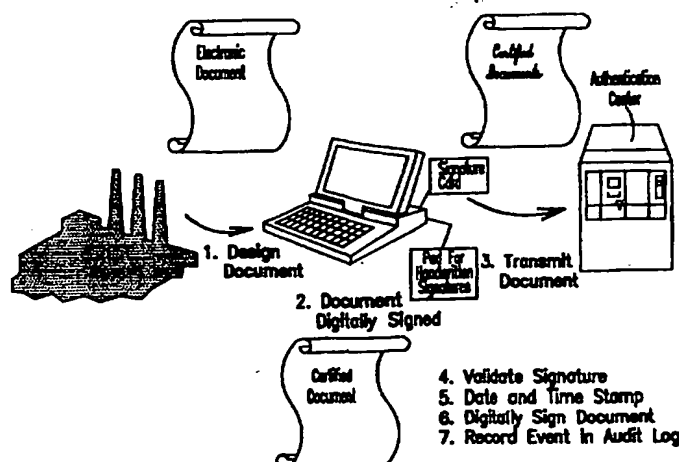 Electronic
Document
Certified
Documents
Authentication
Center
Signature
Card
1. Design
Document
Pad For
Handwritten
Signatures
2. Document
Digitally Signed
3. Transmit
Document
Certified
Document
4. Validate Signature
5. Date and Time Stamp
6. Digitally Sign Document
7. Record Event in Audit Log